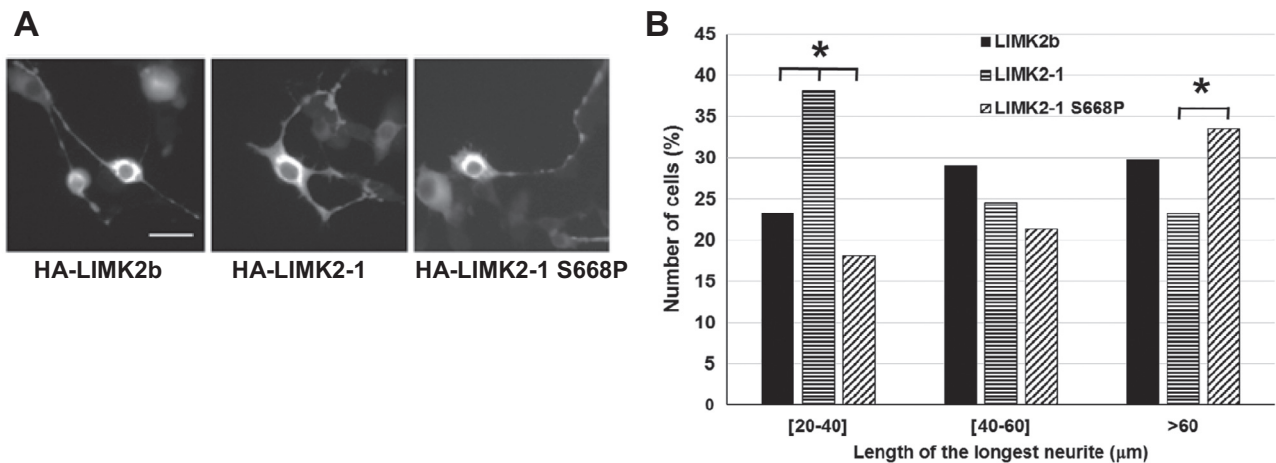 A
HA-LIMK2b
HA-LIMK2-1
HA-LIMK2-1 S668P
B
Number of cells (%)
45
40
35
30
25
20
15
10
5
0
LIMK2b
LIMK2-1
LIMK2-1 S668P
*
*
[20-40]
[40-60]
>60
Length of the longest neurite (μm)